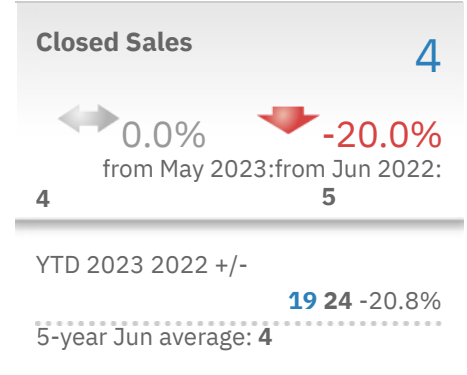 Closed Sales 4
0.0% -20.0%
from May 2023:from Jun 2022:
4 5
YTD 2023 2022 +/-
19 24 -20.8%
5-year Jun average: 4